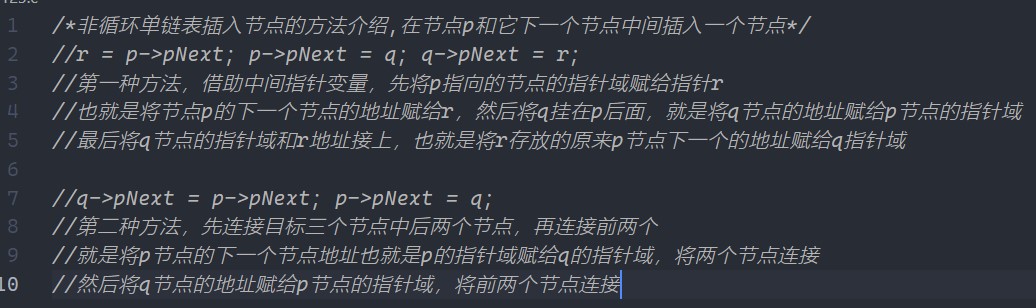 1 /*非循环单链表插入节点的方法介绍,在节点p和它下一个节点中间插入一个节点*/
2 //r = p->pNext; p->pNext = q; q->pNext = r;
3 //第一种方法，借助中间指针变量，先将p指向的节点的指针域赋给指针r
4 //也就是将节点p的下一个节点的地址赋给r，然后将q挂在p后面，就是将q节点的地址赋给p节点的指针域
5 //最后将q节点的指针域和r地址接上，也就是将r存放的原来p节点下一个的地址赋给q指针域
6
7 //q->pNext = p->pNext; p->pNext = q;
8 //第二种方法，先连接目标三个节点中后两个节点，再连接前两个
9 //就是将p节点的下一个节点地址也就是p的指针域赋给q的指针域，将两个节点连接
10 //然后将q节点的地址赋给p节点的指针域，将前两个节点连接